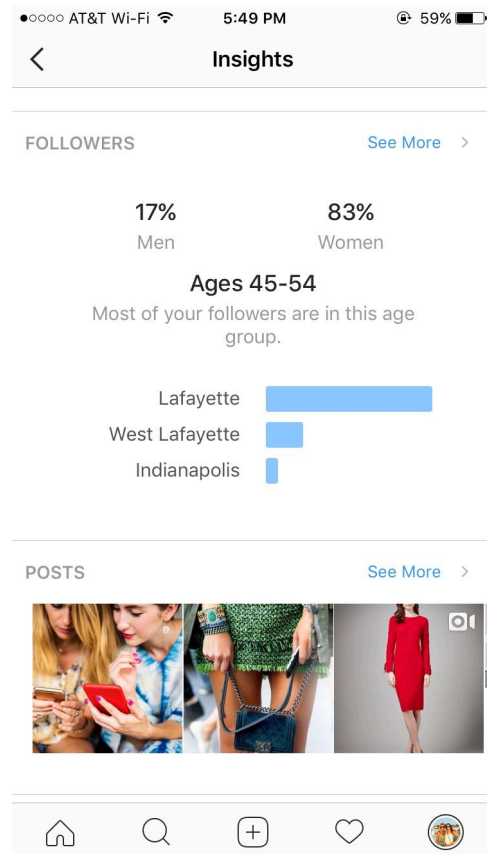 AT&T Wi-Fi 5:49 PM 59%
Insights
FOLLOWERS See More
17% 83%
Men Women
Ages 45-54
Most of your followers are in this age
group.
Lafayette
West Lafayette
Indianapolis
POSTS See More